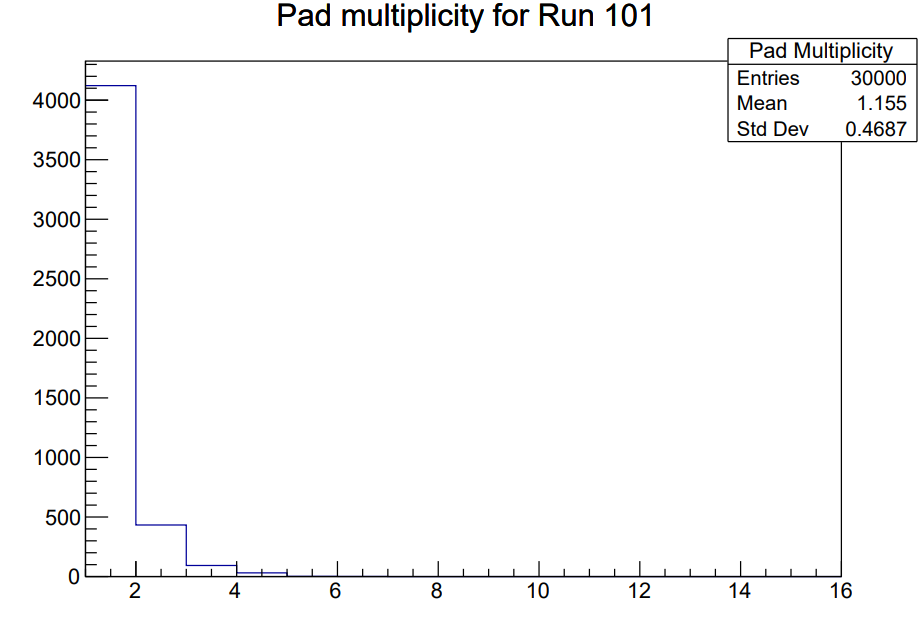 Pad multiplicity for Run 101
Pad Multiplicity
Entries 30000
Mean 1.155
Std Dev 0.4687
4000
3500
3000
2500
2000
1500
1000
500
0
2 4 6 8 10 12 14 16